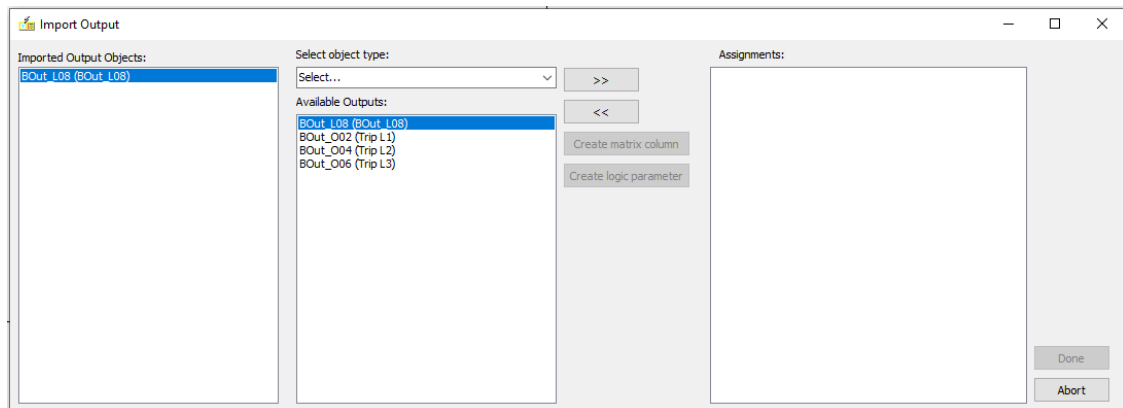 Import Output
Imported Output Objects:
BOut_L08 (BOut_L08)
Select object type:
Select...
Available Outputs:
BOut_L08 (BOut_L08)
BOut_O02 (Trip L1)
BOut_O04 (Trip L2)
BOut_O06 (Trip L3)
>>
<<
Create matrix column
Create logic parameter
Assignments:
Done
Abort